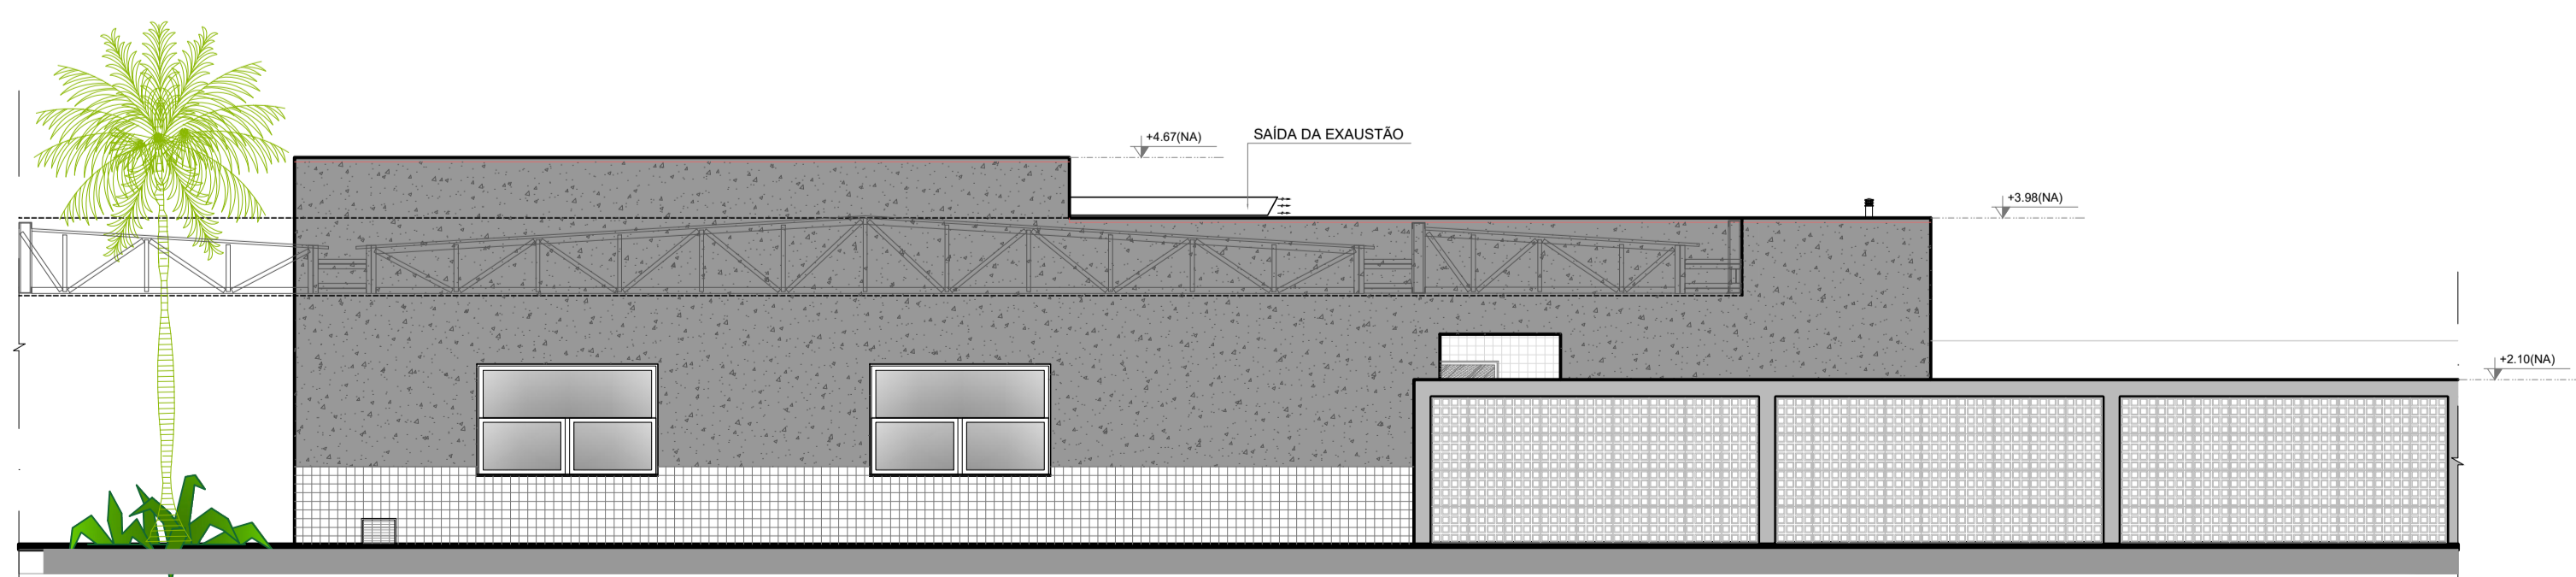 +4.67(NA)
SAÍDA DA EXAUSTÃO
+3.98(NA)
+2.10(NA)